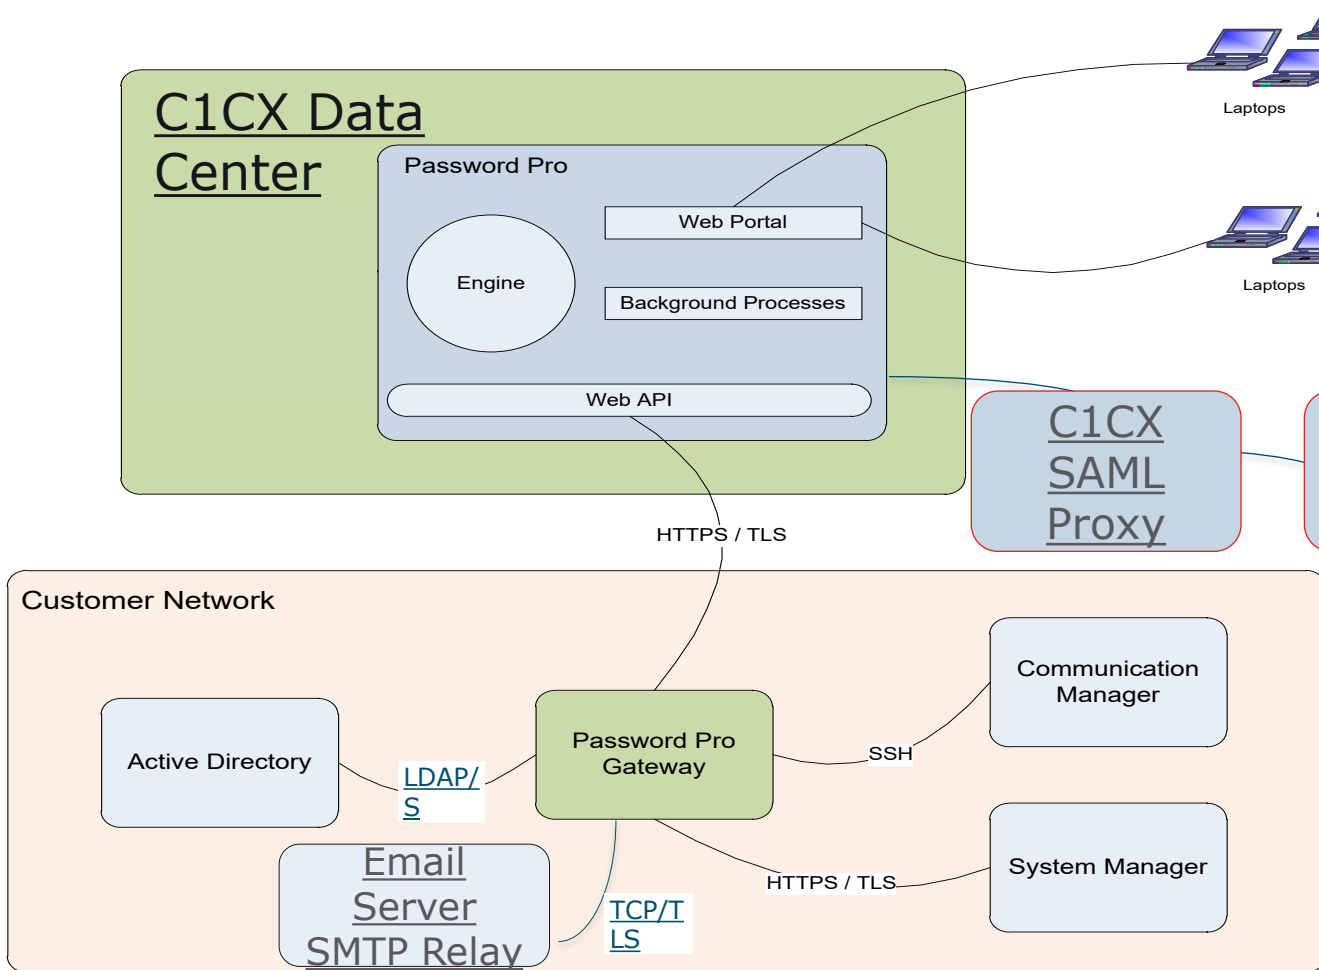 Laptops
C1CX Data
Center
Password Pro
Web Portal
Engine
Background Processes
Laptops
Web API
C1CX
SAML
Proxy
HTTPS / TLS
Customer Network
Communication
Manager
Active Directory
Password Pro
Gateway
SSH
LDAP/
S
Email
Server
SMTP Relay
HTTPS / TLS
System Manager
TCP/T
LS